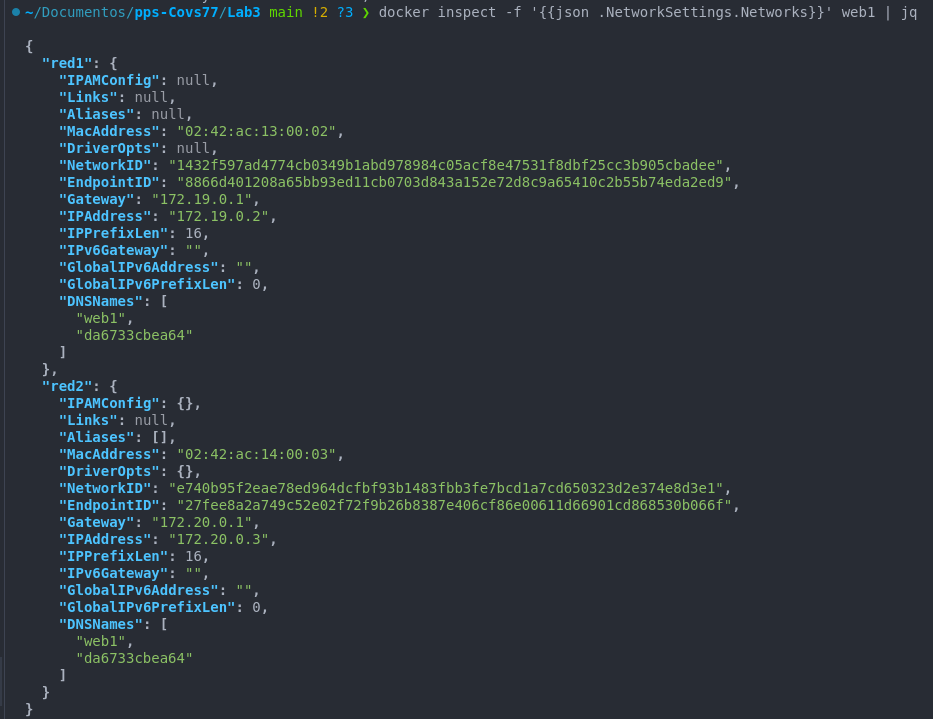 ~/Documentos/pps-Covs77/Lab3 main !2 ?3 ❯ docker inspect -f '{{json .NetworkSettings.Networks}}' web1 | jq
{
"red1": {
"IPAMConfig": null,
"Links": null,
"Aliases": null,
"MacAddress": "02:42:ac:13:00:02",
"DriverOpts": null,
"NetworkID": "1432f597ad4774cb0349b1abd978984c05acf8e47531f8dbf25cc3b905cbadee",
"EndpointID": "8866d401208a65bb93ed11cb0703d843a152e72d8c9a65410c2b55b74eda2ed9",
"Gateway": "172.19.0.1",
"IPAddress": "172.19.0.2",
"IPPrefixLen": 16,
"IPv6Gateway": "",
"GlobalIPv6Address": "",
"GlobalIPv6PrefixLen": 0,
"DNSNames": [
"web1",
"da6733cbea64"
]
},
"red2": {
"IPAMConfig": {},
"Links": null,
"Aliases": [],
"MacAddress": "02:42:ac:14:00:03",
"DriverOpts": {},
"NetworkID": "e740b95f2eae78ed964dcfbf93b1483fbb3fe7bcd1a7cd650323d2e374e8d3e1",
"EndpointID": "27fee8a2a749c52e02f72f9b26b8387e406cf86e00611d66901cd868530b066f",
"Gateway": "172.20.0.1",
"IPAddress": "172.20.0.3",
"IPPrefixLen": 16,
"IPv6Gateway": "",
"GlobalIPv6Address": "",
"GlobalIPv6PrefixLen": 0,
"DNSNames": [
"web1",
"da6733cbea64"
]
}
}